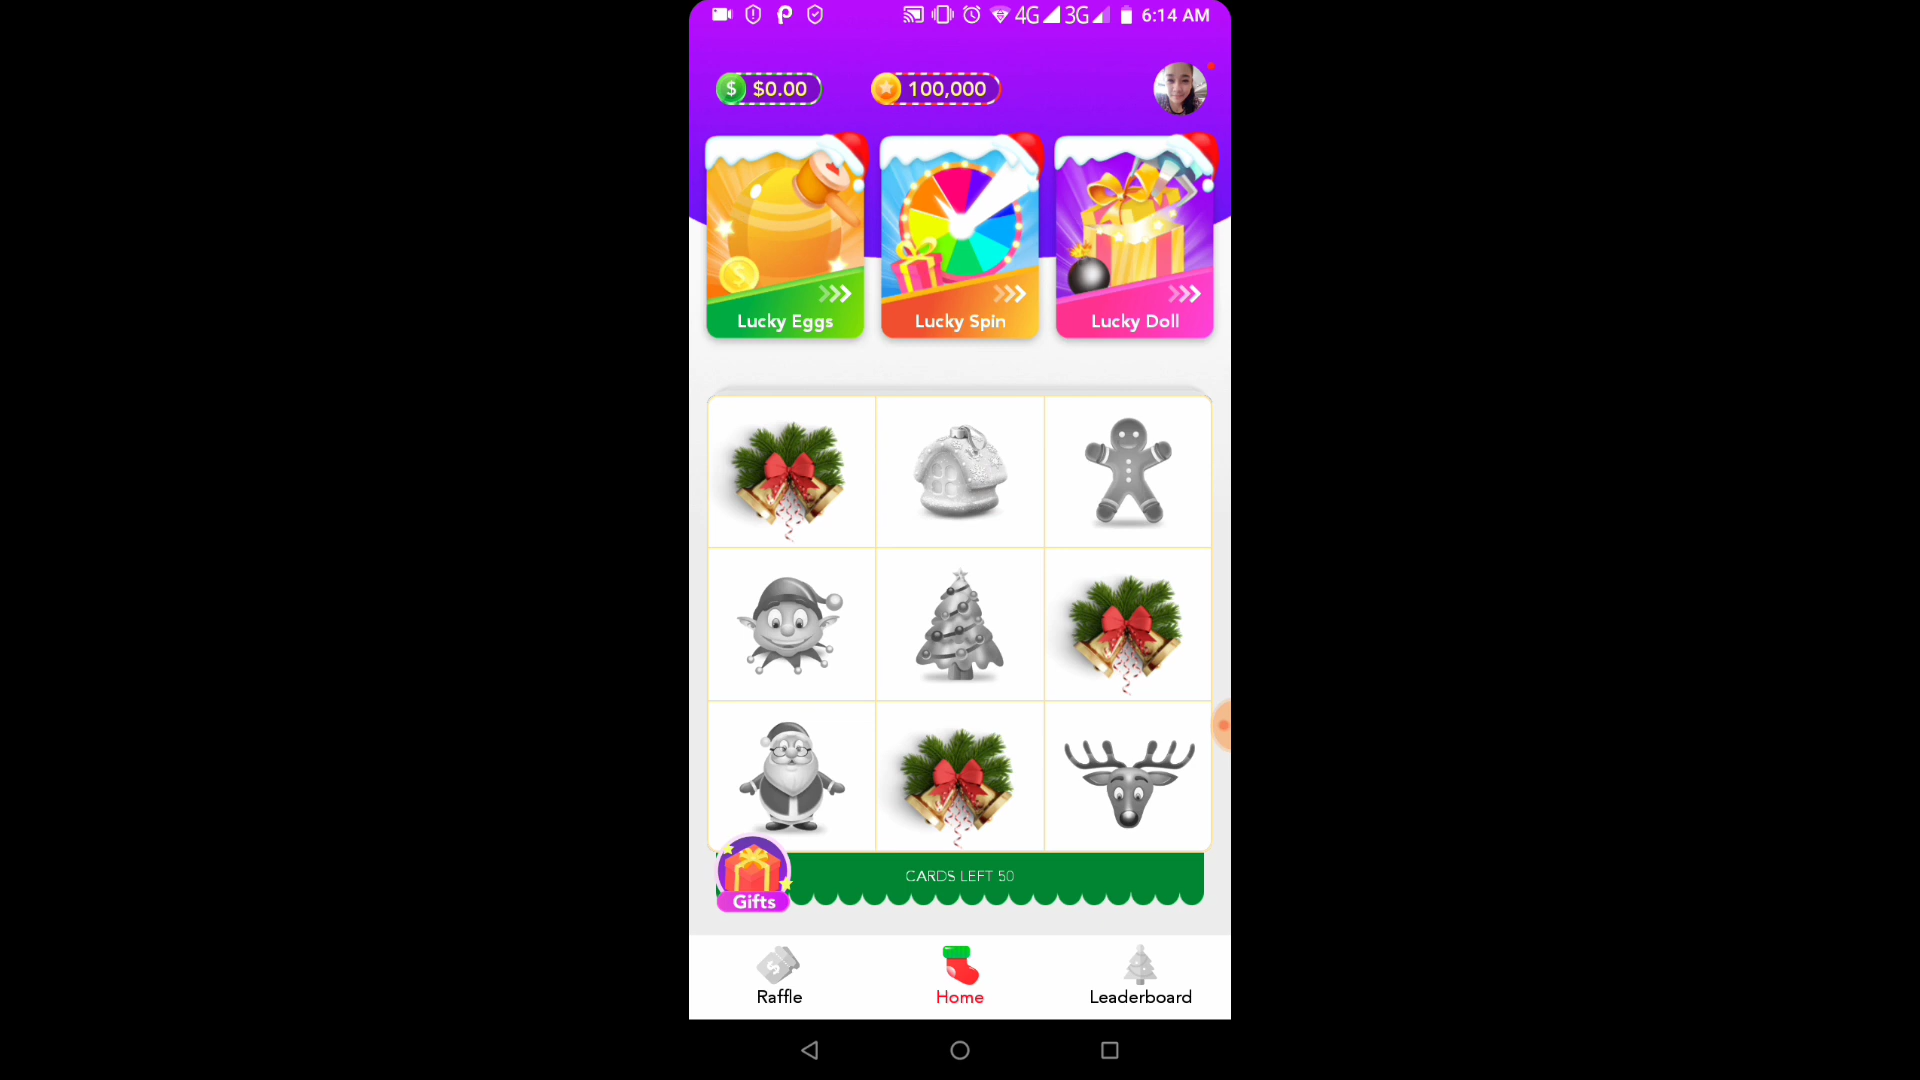 4G 3G 6:14 AM
$ $0.00 100,000
Lucky Eggs Lucky Spin Lucky Doll
CARDS LEFT 50
Gifts
Raffle Home Leaderboard